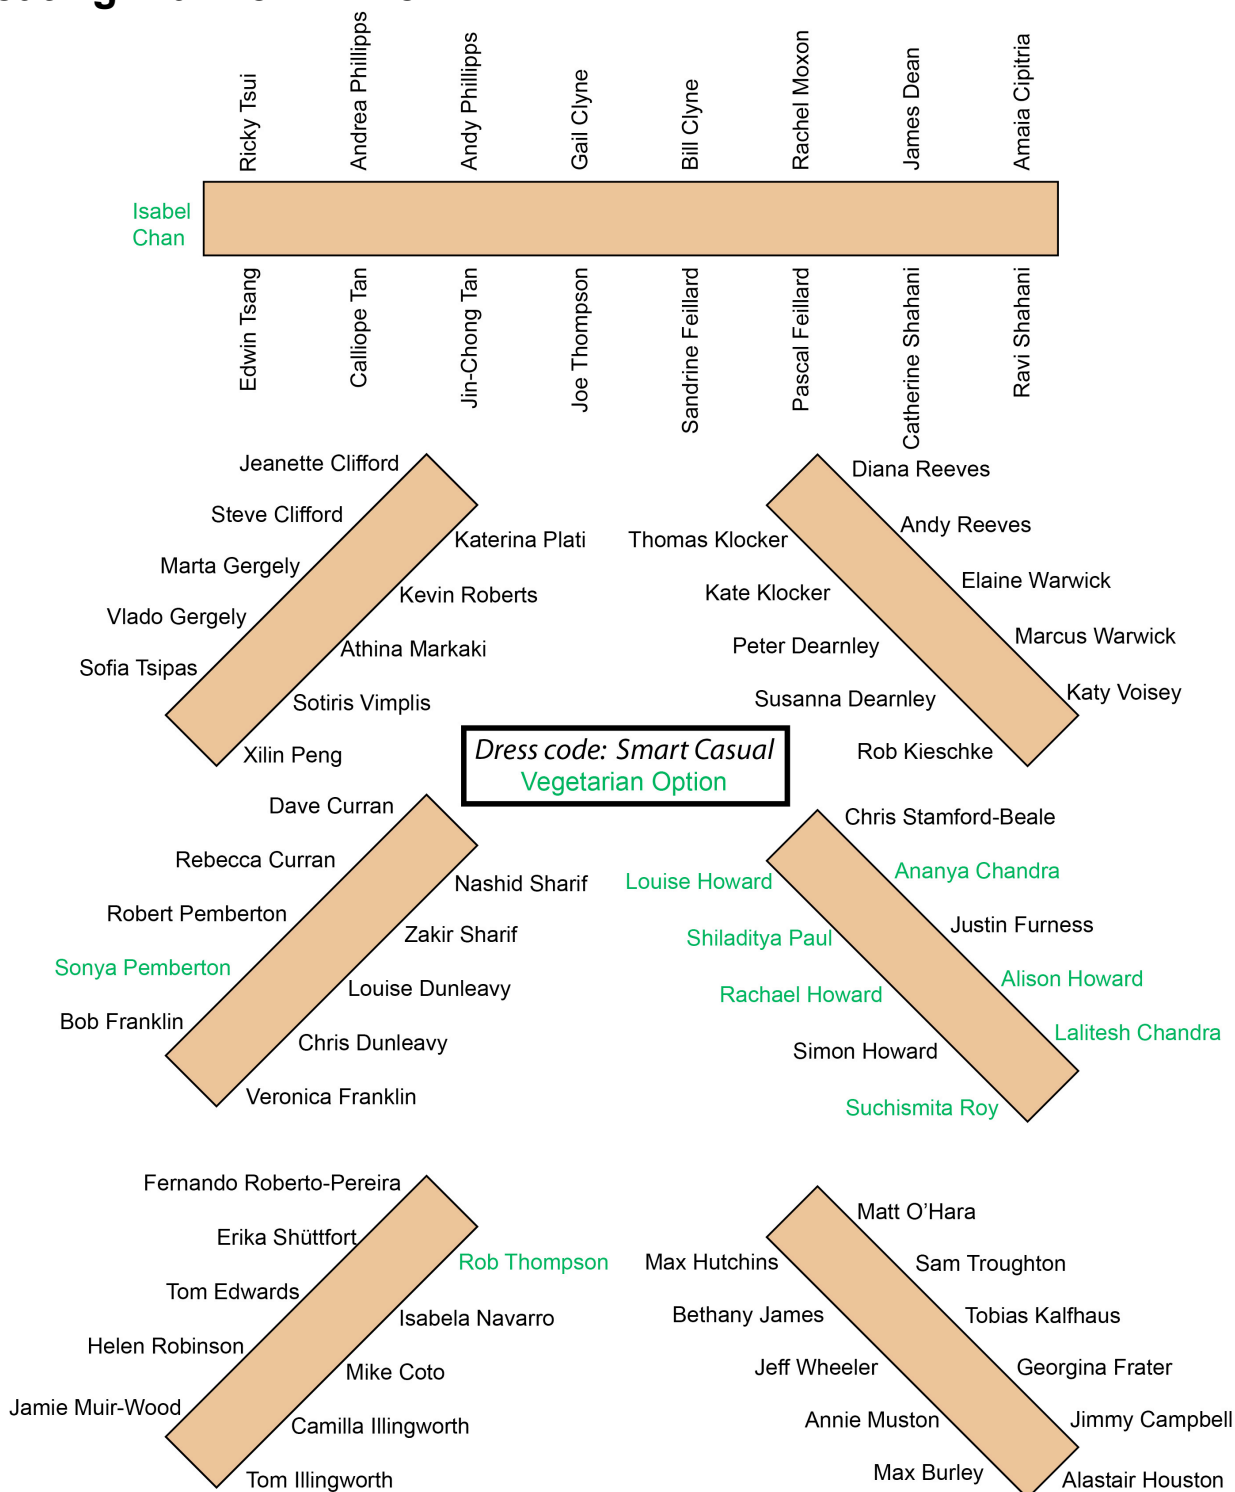 Ricky Tsui
Andrea Phillipps
Andy Phillipps
Gail Clyne
Bill Clyne
Rachel Moxon
James Dean
Amaia Cipitria
Isabel
Chan
Edwin Tsang
Calliope Tan
Jin-Chong Tan
Joe Thompson
Sandrine Feillard
Pascal Feillard
Catherine Shahani
Ravi Shahani
Jeanette Clifford
Steve Clifford
Marta Gergely
Vlado Gergely
Sofia Tsipas
Katerina Plati
Kevin Roberts
Athina Markaki
Sotiris Vimplis
Xilin Peng
Thomas Klocker
Kate Klocker
Peter Dearnley
Susanna Dearnley
Rob Kieschke
Diana Reeves
Andy Reeves
Elaine Warwick
Marcus Warwick
Katy Voisey
Dress code: Smart Casual
Vegetarian Option
Dave Curran
Rebecca Curran
Robert Pemberton
Sonya Pemberton
Bob Franklin
Nashid Sharif
Zakir Sharif
Louise Dunleavy
Chris Dunleavy
Veronica Franklin
Louise Howard
Shiladitya Paul
Rachael Howard
Simon Howard
Suchismita Roy
Chris Stamford-Beale
Ananya Chandra
Justin Furness
Alison Howard
Lalitesh Chandra
Fernando Roberto-Pereira
Erika Shüttfort
Tom Edwards
Helen Robinson
Jamie Muir-Wood
Rob Thompson
Isabela Navarro
Mike Coto
Camilla Illingworth
Tom Illingworth
Max Hutchins
Bethany James
Jeff Wheeler
Annie Muston
Max Burley
Matt O’Hara
Sam Troughton
Tobias Kalfhaus
Georgina Frater
Jimmy Campbell
Alastair Houston